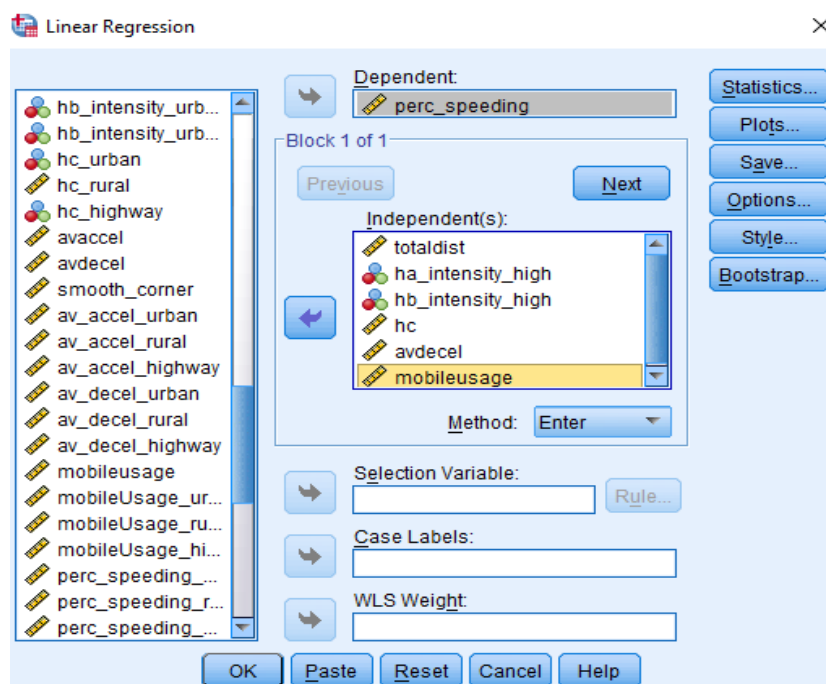 Linear Regression
hb_intensity_urb...
hb_intensity_urb...
hc_urban
hc_rural
hc_highway
avaccel
avdecel
smooth_corner
av_accel_urban
av_accel_rural
av_accel_highway
av_decel_urban
av_decel_rural
av_decel_highway
mobileusage
mobileUsage_ur...
mobileUsage_ru...
mobileUsage_hi...
perc_speeding_...
perc_speeding_r...
perc_speeding_...
Dependent:
perc_speeding
Block 1 of 1
Previous
Next
Independent(s):
totaldist
ha_intensity_high
hb_intensity_high
hc
avdecel
mobileusage
Method: Enter
Selection Variable:
Rule...
Case Labels:
WLS Weight:
Statistics...
Plots...
Save...
Options...
Style...
Bootstrap...
OK Paste Reset Cancel Help